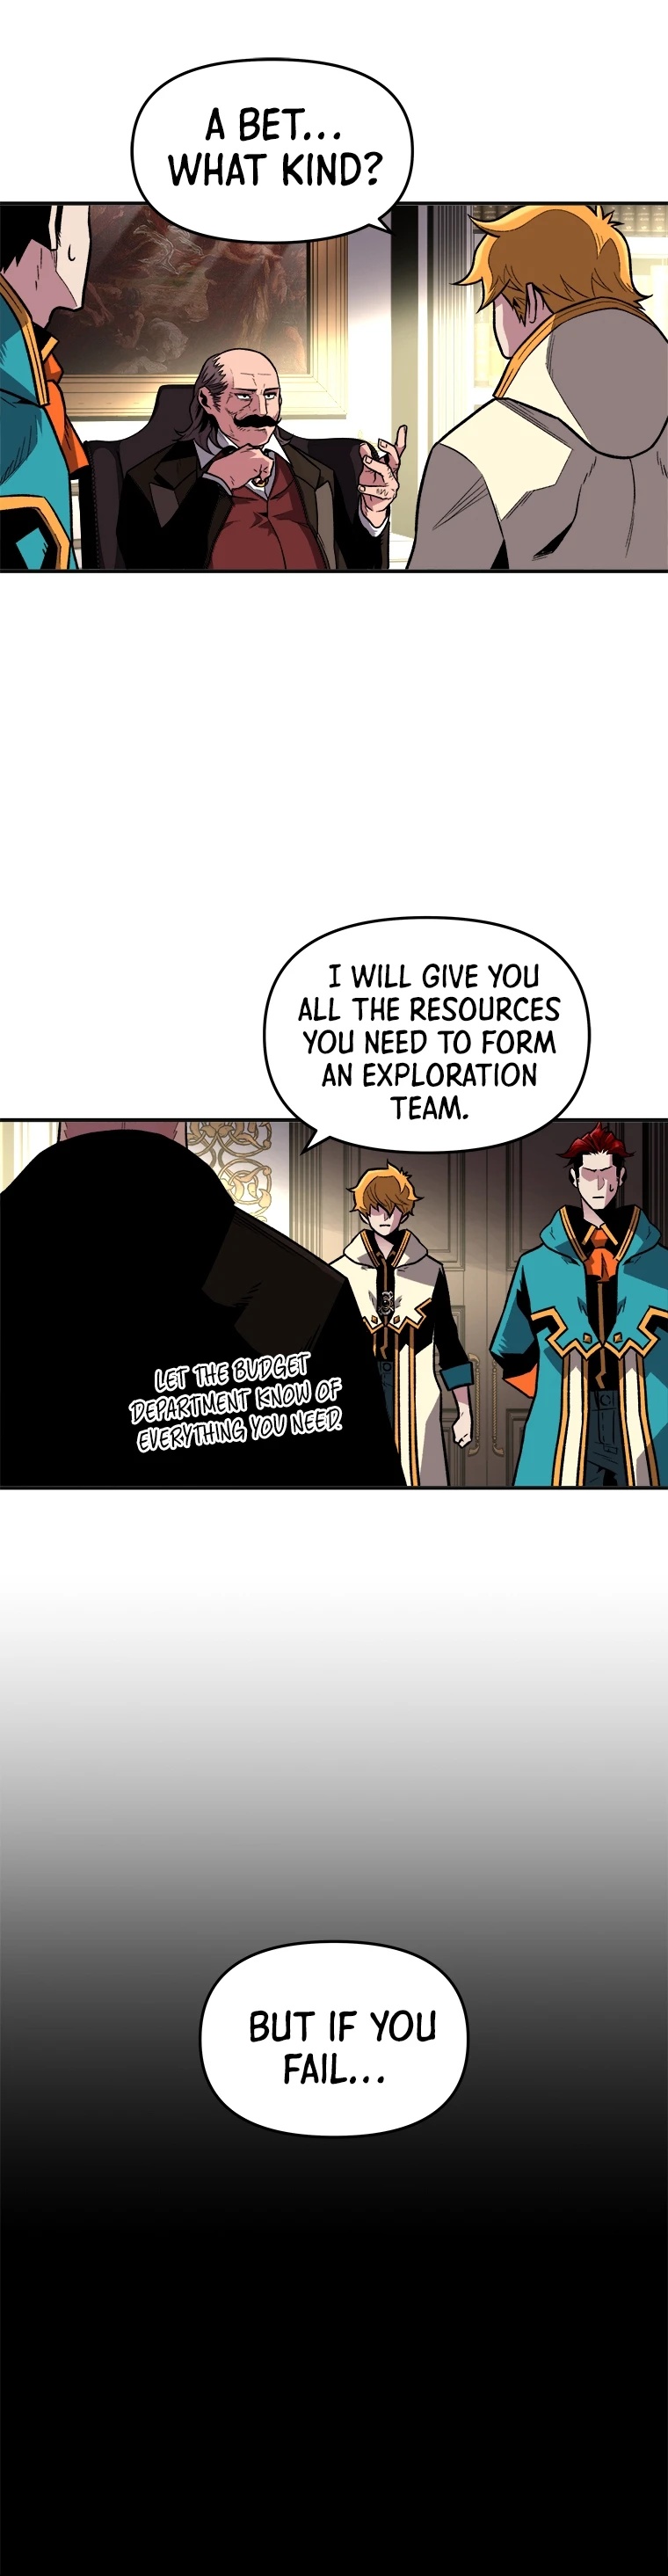 A BET...
WHAT KIND?
I WILL GIVE YOU
ALL THE RESOURCES
YOU NEED TO FORM
AN EXPLORATION
TEAM.
LET THE BUDGET
DEPARTMENT KNOW OF
EVERYTHING YOU NEED.
BUT IF YOU
FAIL...